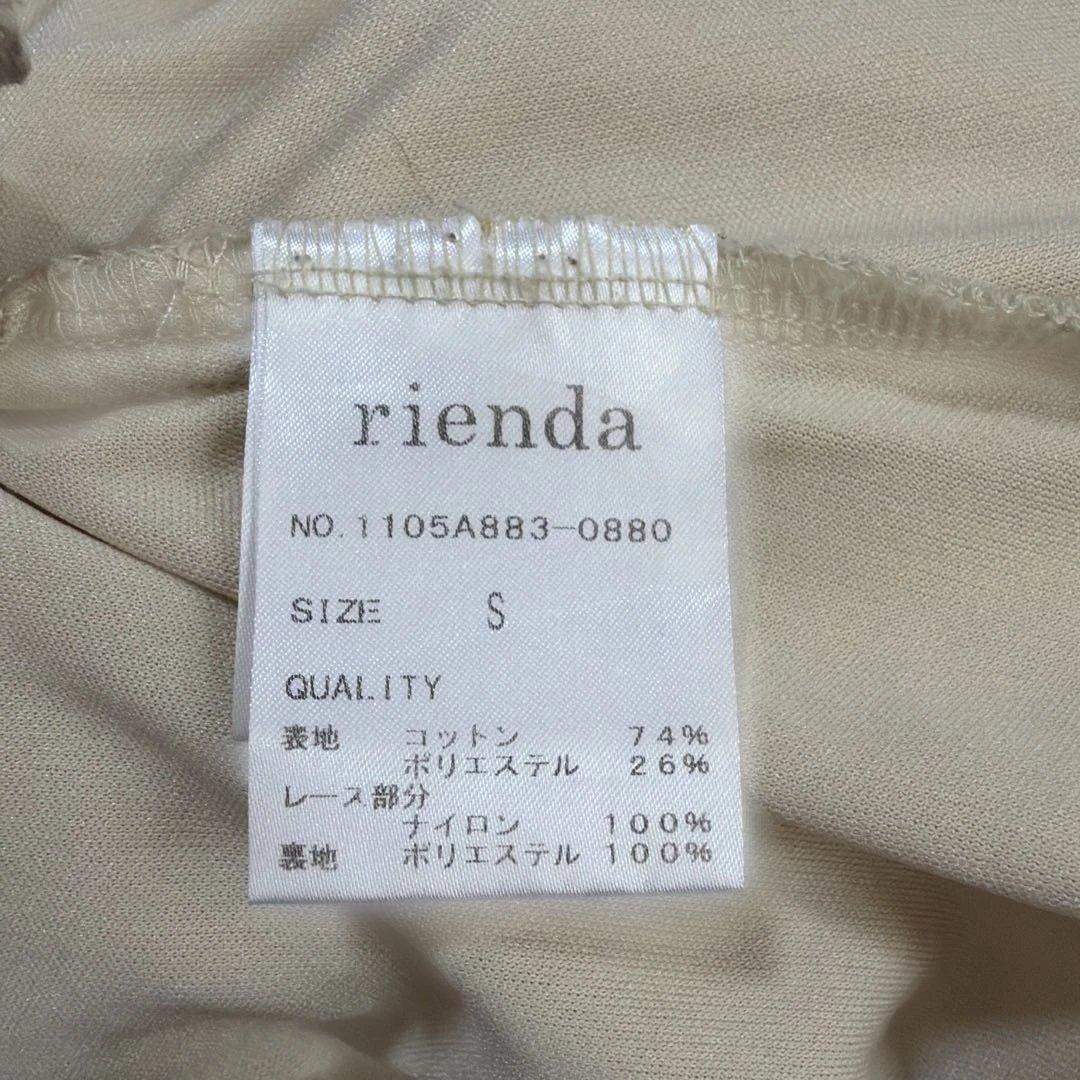 rienda
NO.1105A883-0880
SIZE S
QUALITY
表地 コットン 74%
ポリエステル 26%
レース部分
ナイロン 100%
裏地 ポリエステル 100%